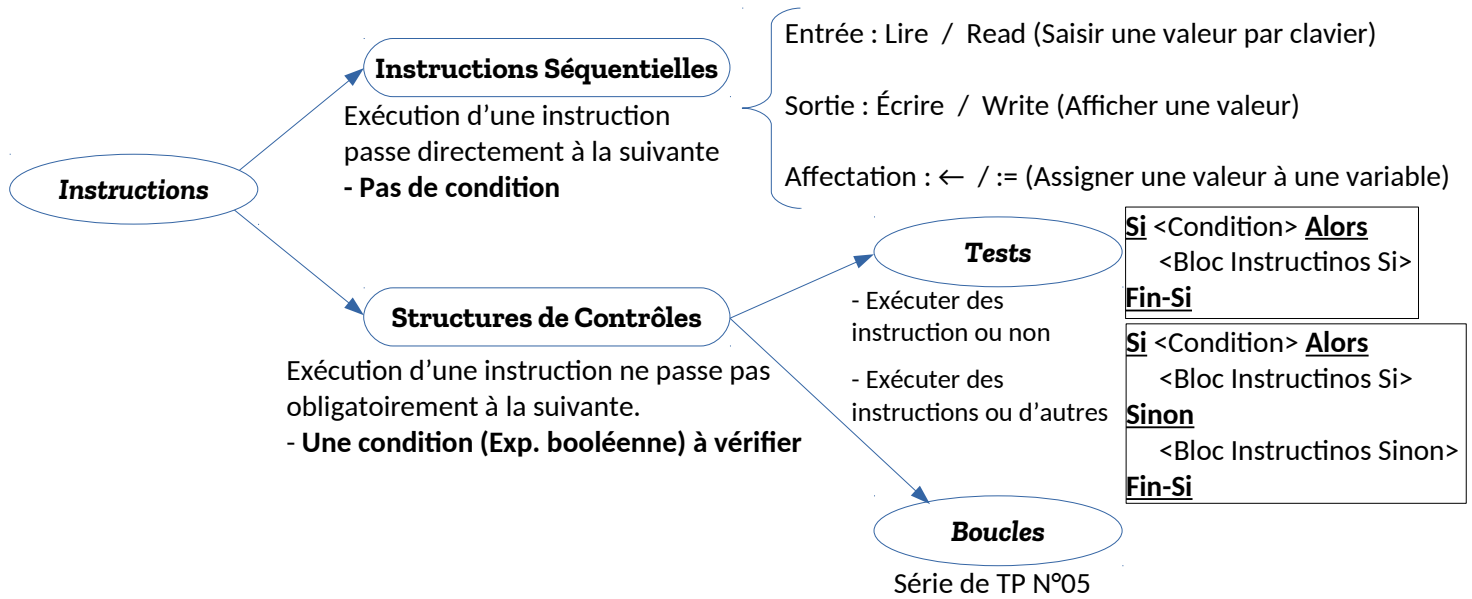 Instructions
Instructions Séquentielles
Exécution d’une instruction
passe directement à la suivante
- Pas de condition
Entrée : Lire / Read (Saisir une valeur par clavier)
Sortie : Écrire / Write (Afficher une valeur)
Affectation : ← / := (Assigner une valeur à une variable)
Structures de Contrôles
Exécution d’une instruction ne passe pas
obligatoirement à la suivante.
- Une condition (Exp. booléenne) à vérifier
Tests
- Exécuter des
instruction ou non
- Exécuter des
instructions ou d’autres
Si <Condition> Alors
<Bloc Instructinos Si>
Fin-Si
Si <Condition> Alors
<Bloc Instructinos Si>
Sinon
<Bloc Instructinos Sinon>
Fin-Si
Boucles
Série de TP N°05